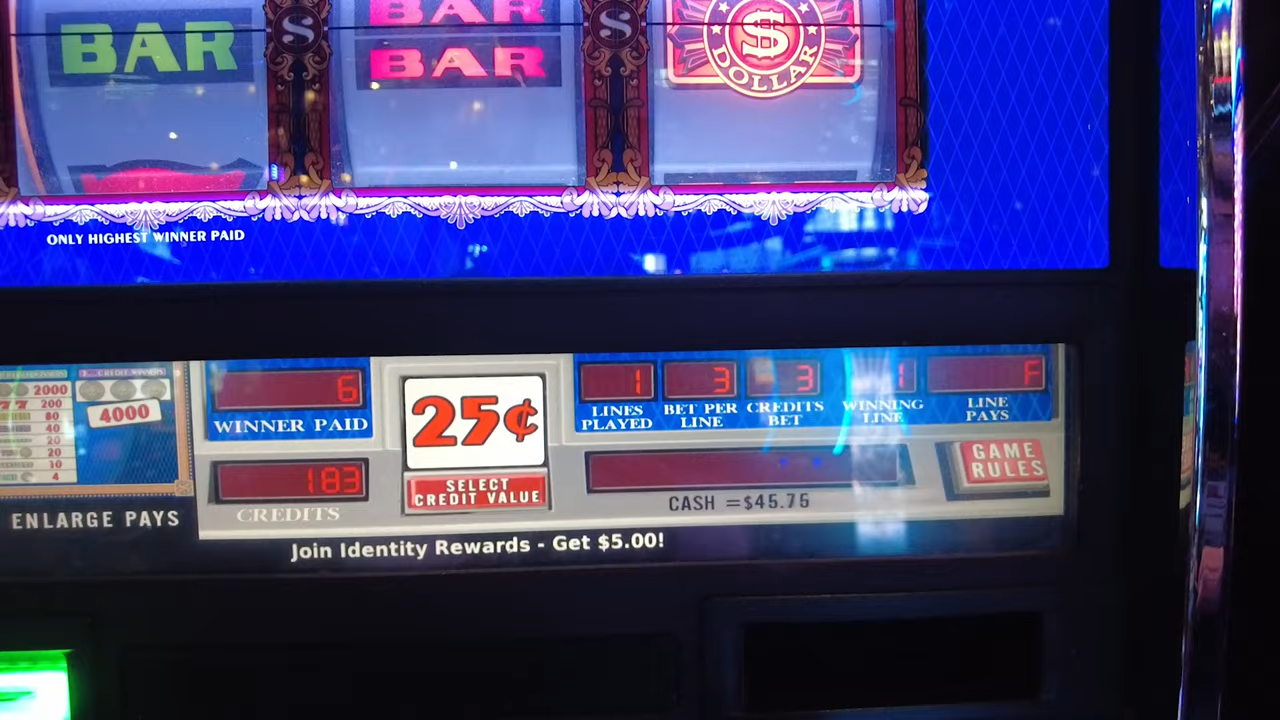 BAR
BAR
BAR
$
DOLLAR
S
S
ONLY HIGHEST WINNER PAID
2000
200
80
40
20
20
10
4
4000
ENLARGE PAYS
6
WINNER PAID
183
CREDITS
25¢
SELECT
CREDIT VALUE
1
LINES
PLAYED
3
BET PER
LINE
3
CREDITS
BET
1
WINNING
LINE
F
LINE
PAYS
CASH =$45.75
GAME
RULES
Join Identity Rewards - Get $5.00!